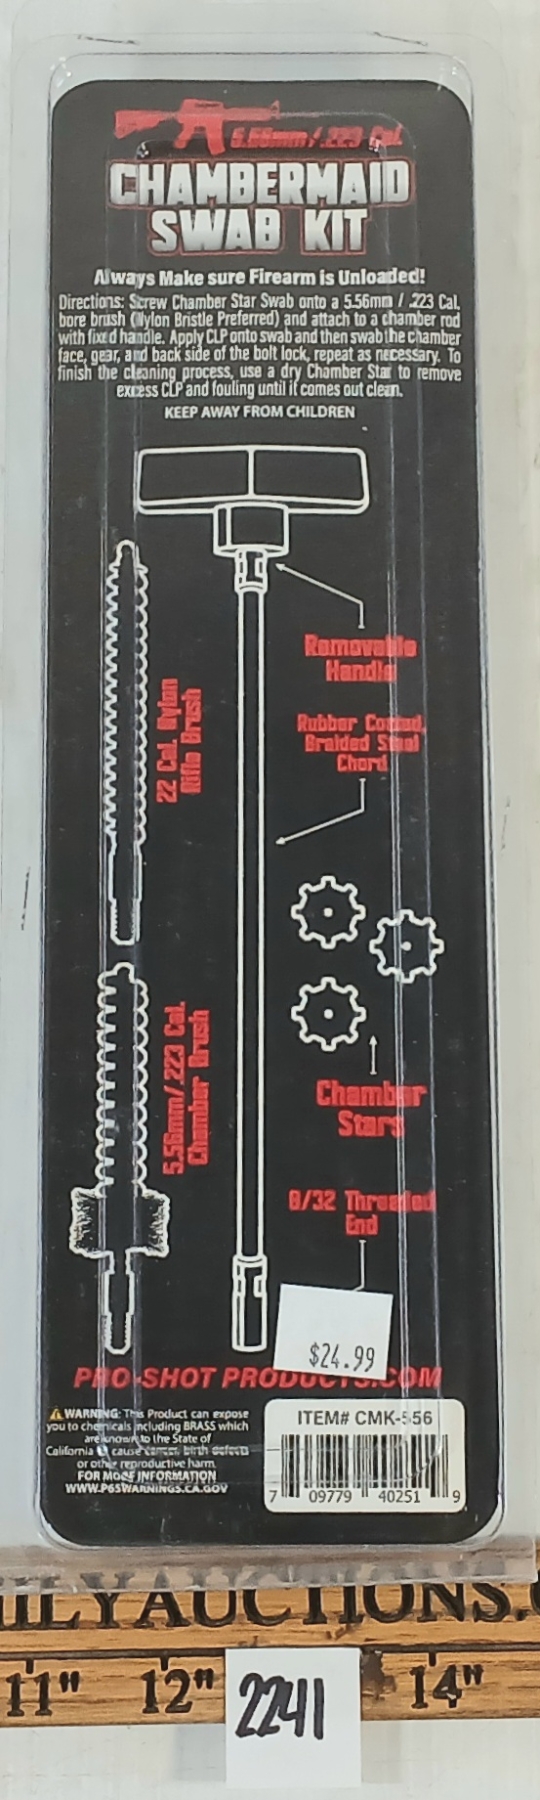 5.56mm/.223 Cal.
CHAMBERMAID
SWAB KIT
Always Make sure Firearm is Unloaded!
Directions: Screw Chamber Star Swab onto a 5.56mm / .223 Cal.
bore brush (Nylon Bristle Preferred) and attach to a chamber rod
with fixed handle. Apply CLP onto swab and then swab the chamber
face, gear, and back side of the bolt lock, repeat as necessary. To
finish the cleaning process, use a dry Chamber Star to remove
excess CLP and fouling until it comes out clean.
KEEP AWAY FROM CHILDREN
Removable
Handle
22 Cal. Nylon
Rifle Brush
Rubber Coated,
Braided Steel
Chord
5.56mm/.223 Cal.
Chamber Brush
Chamber
Stars
8/32 Threaded
End
$24.99
PRO-SHOT PRODUCTS.COM
WARNING: This Product can expose
you to chemicals including BRASS which
are known to the State of
California to cause cancer, birth defects
or other reproductive harm.
FOR MORE INFORMATION
WWW.P65WARNINGS.CA.GOV
ITEM# CMK-556
7 09779 40251 9
ILYAUCTIONS.
11" 12" 14"
2241